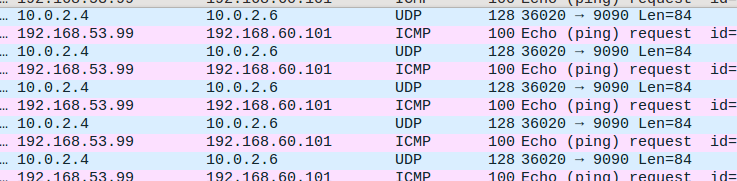 … 10.0.2.4 10.0.2.6 UDP 128 36020 → 9090 Len=84
… 192.168.53.99 192.168.60.101 ICMP 100 Echo (ping) request id=
… 10.0.2.4 10.0.2.6 UDP 128 36020 → 9090 Len=84
… 192.168.53.99 192.168.60.101 ICMP 100 Echo (ping) request id=
… 10.0.2.4 10.0.2.6 UDP 128 36020 → 9090 Len=84
… 192.168.53.99 192.168.60.101 ICMP 100 Echo (ping) request id=
… 10.0.2.4 10.0.2.6 UDP 128 36020 → 9090 Len=84
… 192.168.53.99 192.168.60.101 ICMP 100 Echo (ping) request id=
… 10.0.2.4 10.0.2.6 UDP 128 36020 → 9090 Len=84
… 192.168.53.99 192.168.60.101 ICMP 100 Echo (ping) request id=